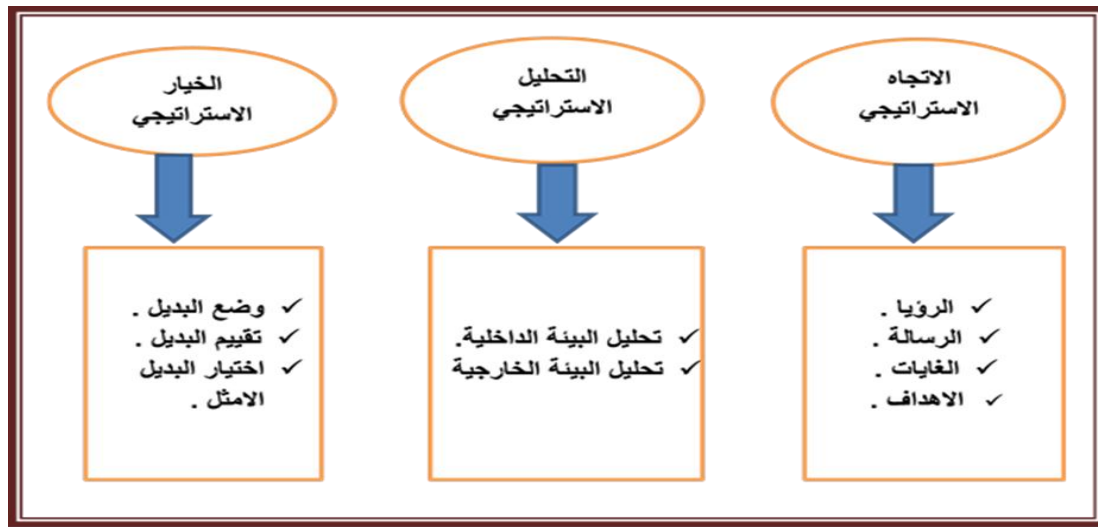 الاتجاه
الاستراتيجي
التحليل
الاستراتيجي
الخيار
الاستراتيجي
✓ الرؤيا .
✓ الرسالة .
✓ الغايات .
✓ الاهداف .
✓ تحليل البيئة الداخلية.
✓ تحليل البيئة الخارجية
✓ وضع البديل .
✓ تقييم البديل .
✓ اختيار البديل
الامثل .